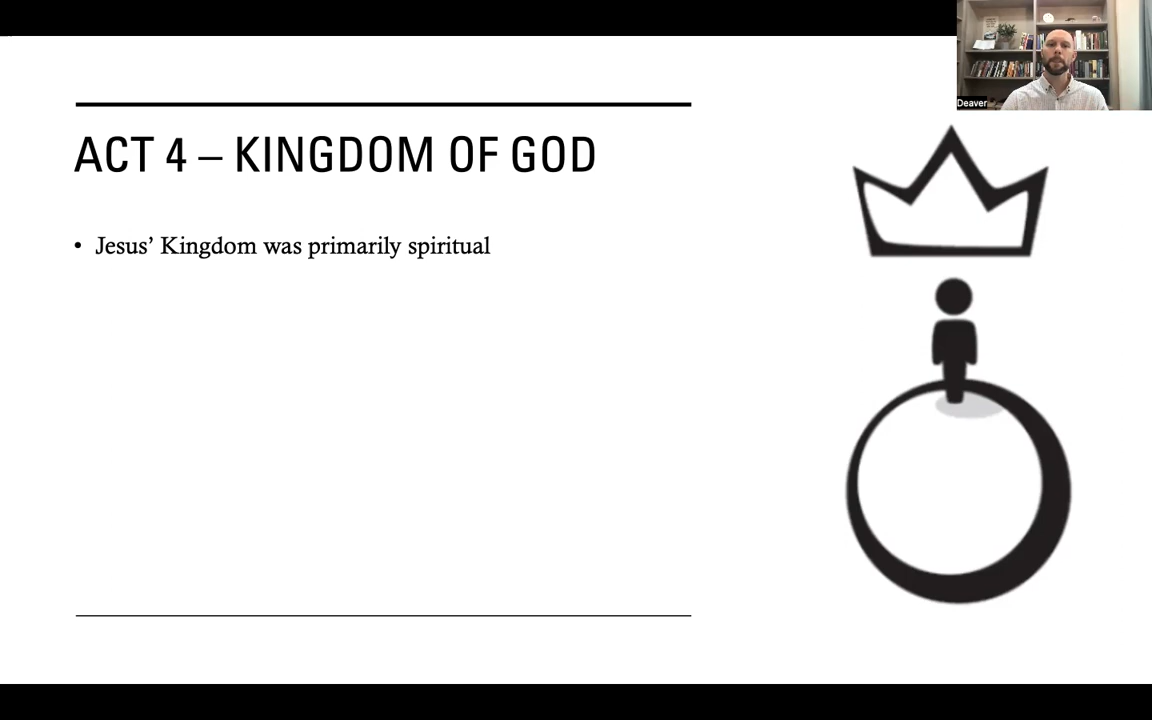 Deaver
ACT 4 – KINGDOM OF GOD
• Jesus’ Kingdom was primarily spiritual